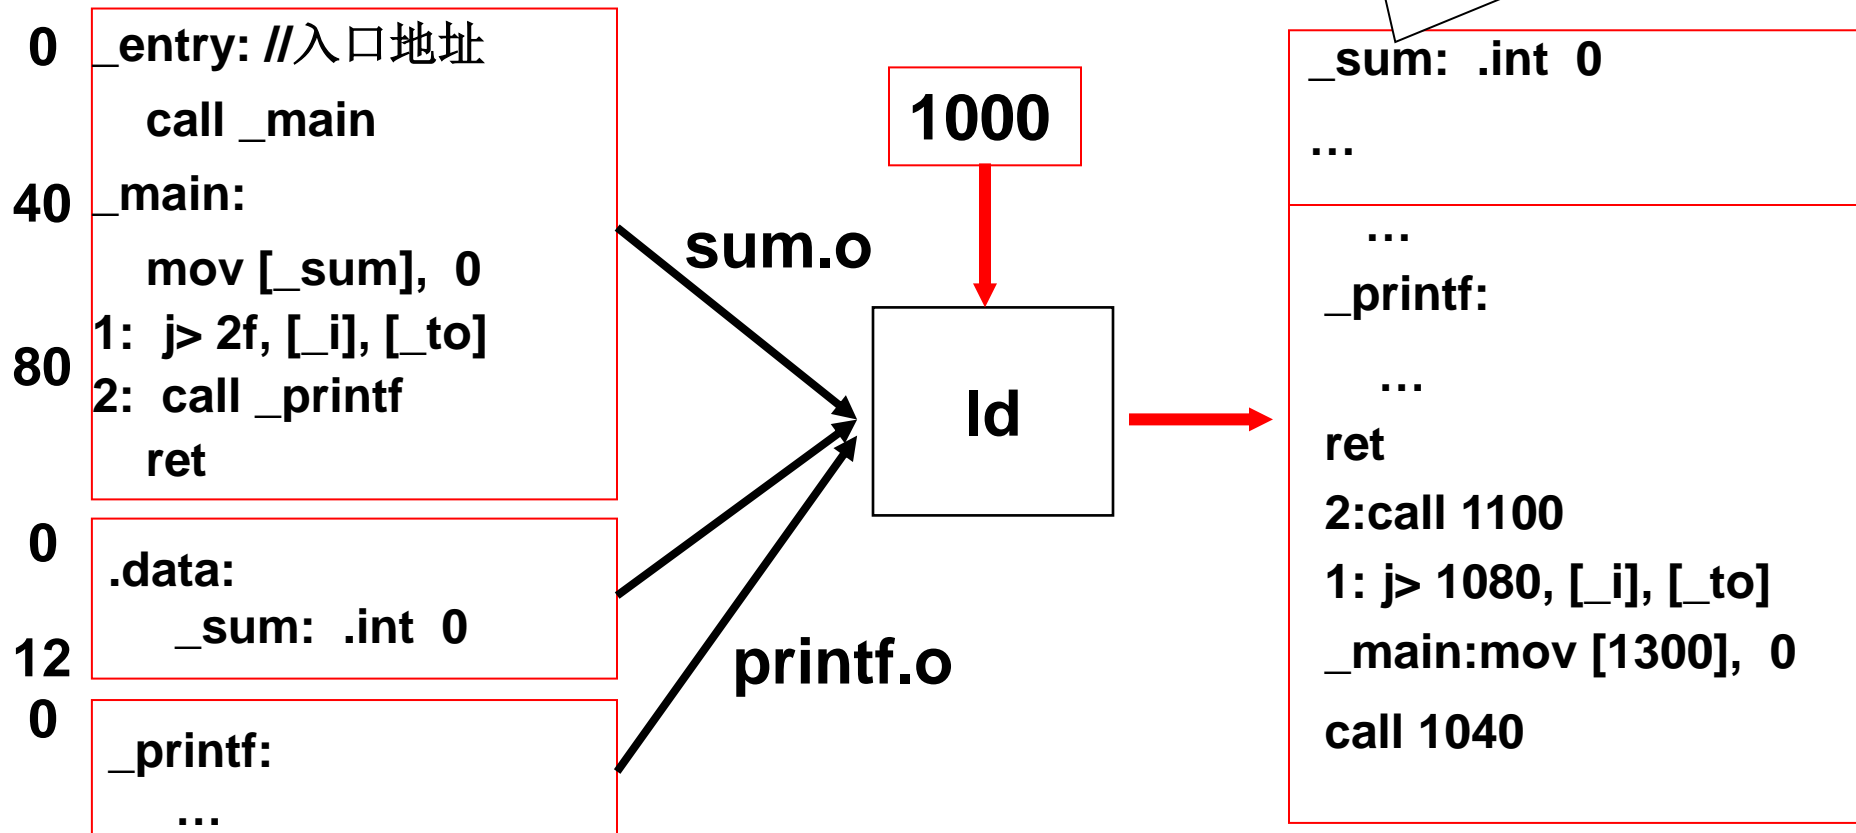 0
_entry: //入口地址
call _main
40
_main:
mov [_sum], 0
1: j> 2f, [_i], [_to]
80
2: call _printf
ret
0
.data:
_sum: .int 0
12
0
_printf:
…
sum.o
printf.o
1000
ld
_sum: .int 0
…
…
_printf:
…
ret
2:call 1100
1: j> 1080, [_i], [_to]
_main:mov [1300], 0
call 1040